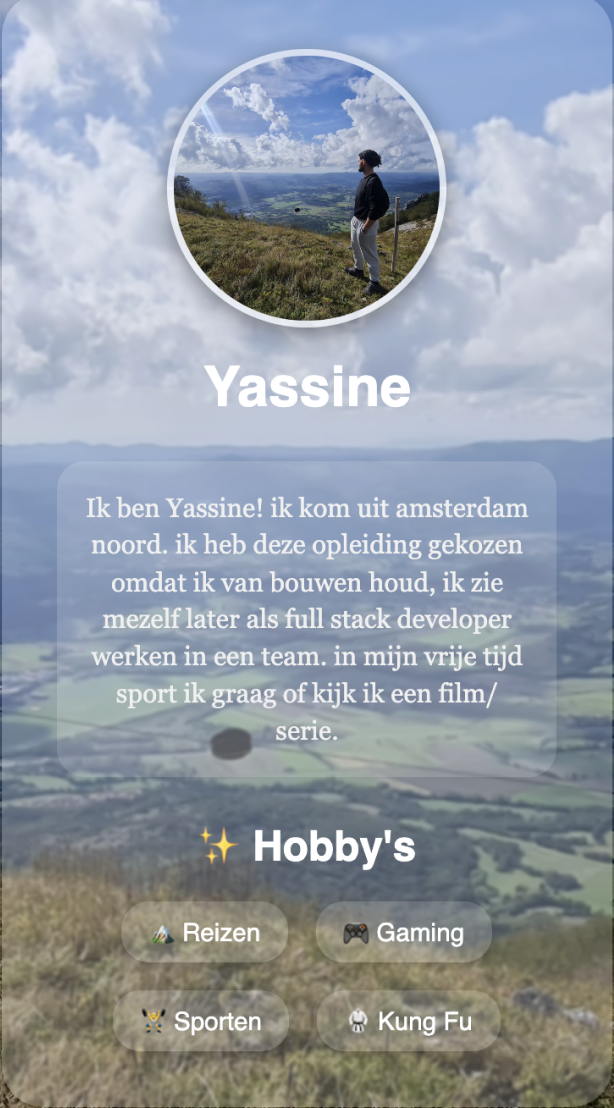 Yassine
Ik ben Yassine! ik kom uit amsterdam
noord. ik heb deze opleiding gekozen
omdat ik van bouwen houd, ik zie
mezelf later als full stack developer
werken in een team. in mijn vrije tijd
sport ik graag of kijk ik een film/
serie.
✨ Hobby's
🏔️ Reizen
🎮 Gaming
🏋️ Sporten
🥋 Kung Fu